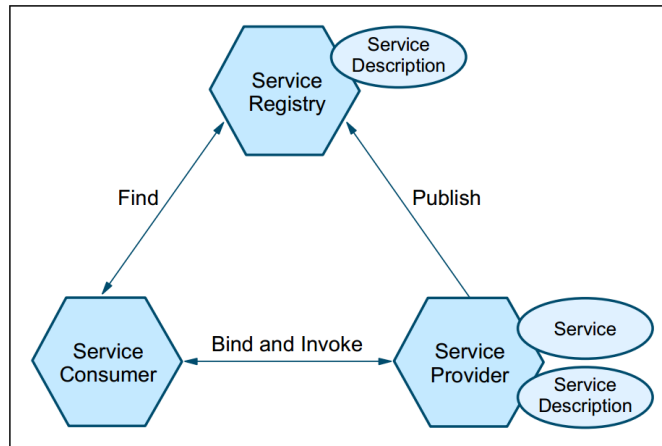 Service
Description
Service
Registry
Find
Publish
Service
Consumer
Bind and Invoke
Service
Provider
Service
Service
Description